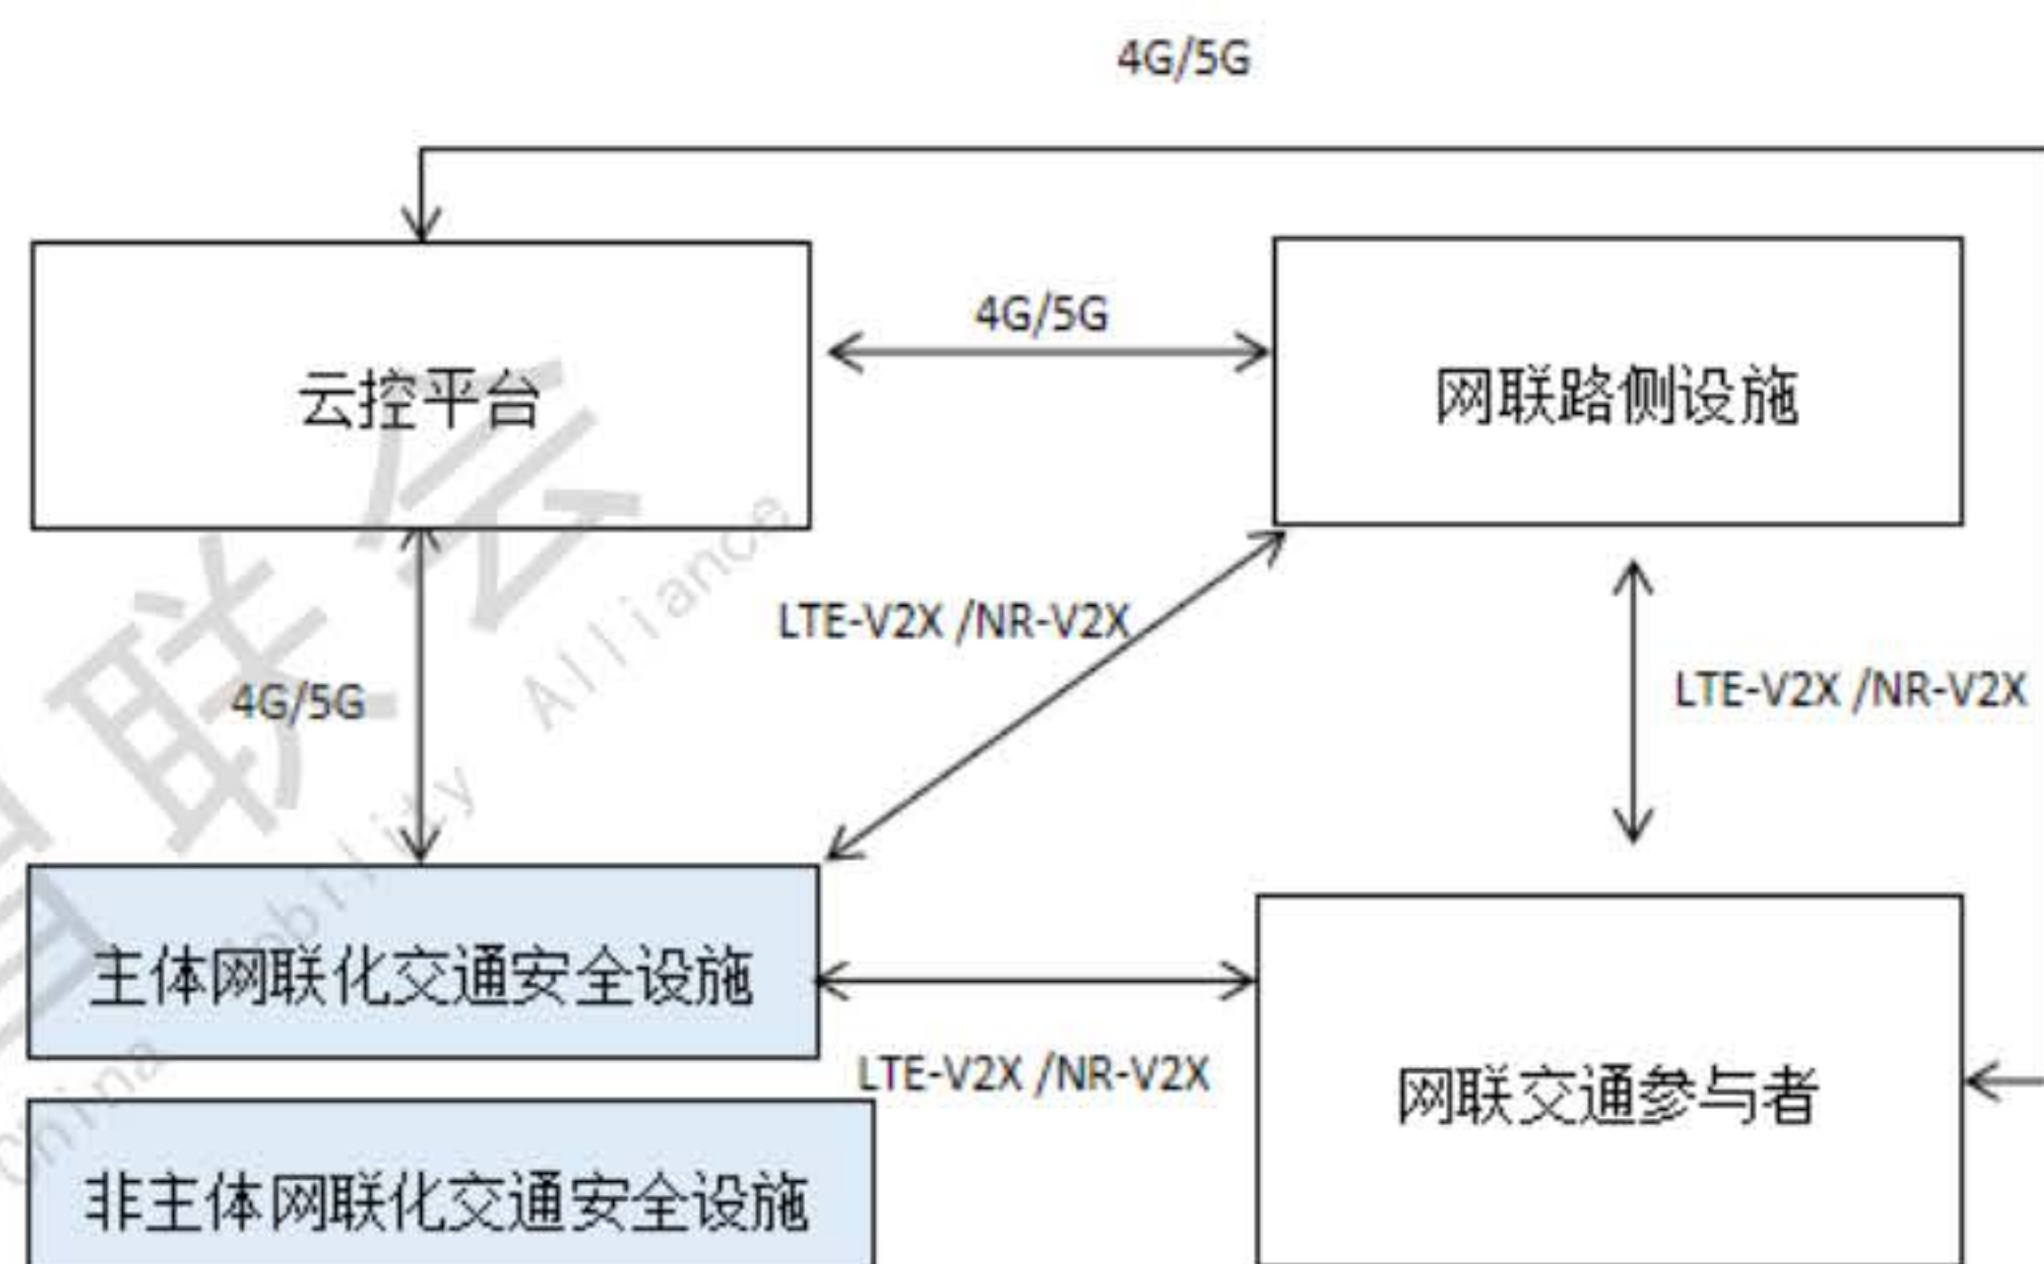 4G/5G
云控平台
4G/5G
网联路侧设施
LTE-V2X /NR-V2X
4G/5G
LTE-V2X /NR-V2X
主体网联化交通安全设施
LTE-V2X /NR-V2X
网联交通参与者
非主体网联化交通安全设施
联会
Alliance